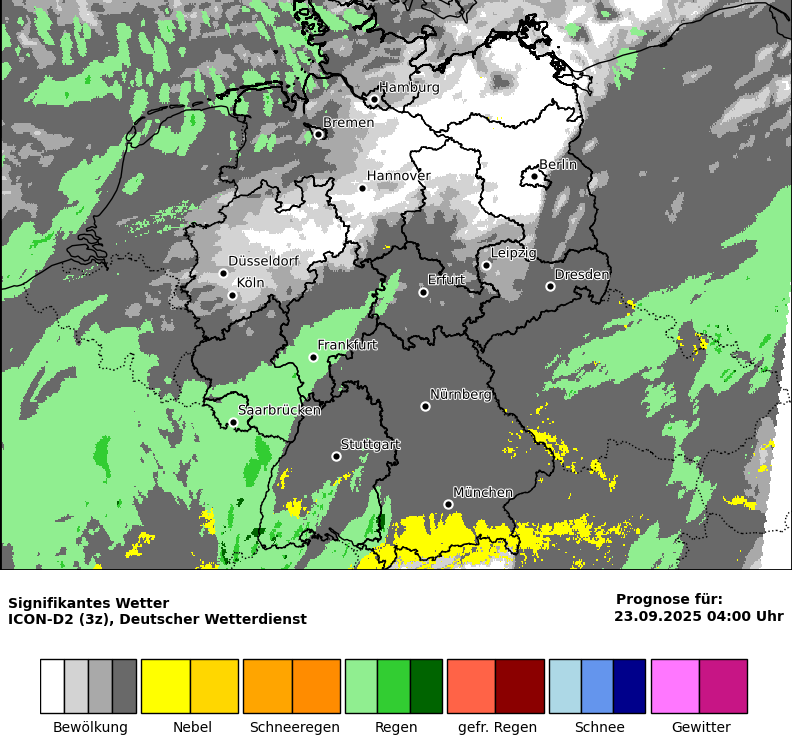 Hamburg
Bremen
Berlin
Hannover
Leipzig
Düsseldorf
Dresden
Erfurt
Köln
Frankfurt
Nürnberg
Saarbrücken
Stuttgart
München
Signifikantes Wetter
ICON-D2 (3z), Deutscher Wetterdienst
Prognose für:
23.09.2025 04:00 Uhr
Bewölkung
Nebel
Schneeregen
Regen
gefr. Regen
Schnee
Gewitter